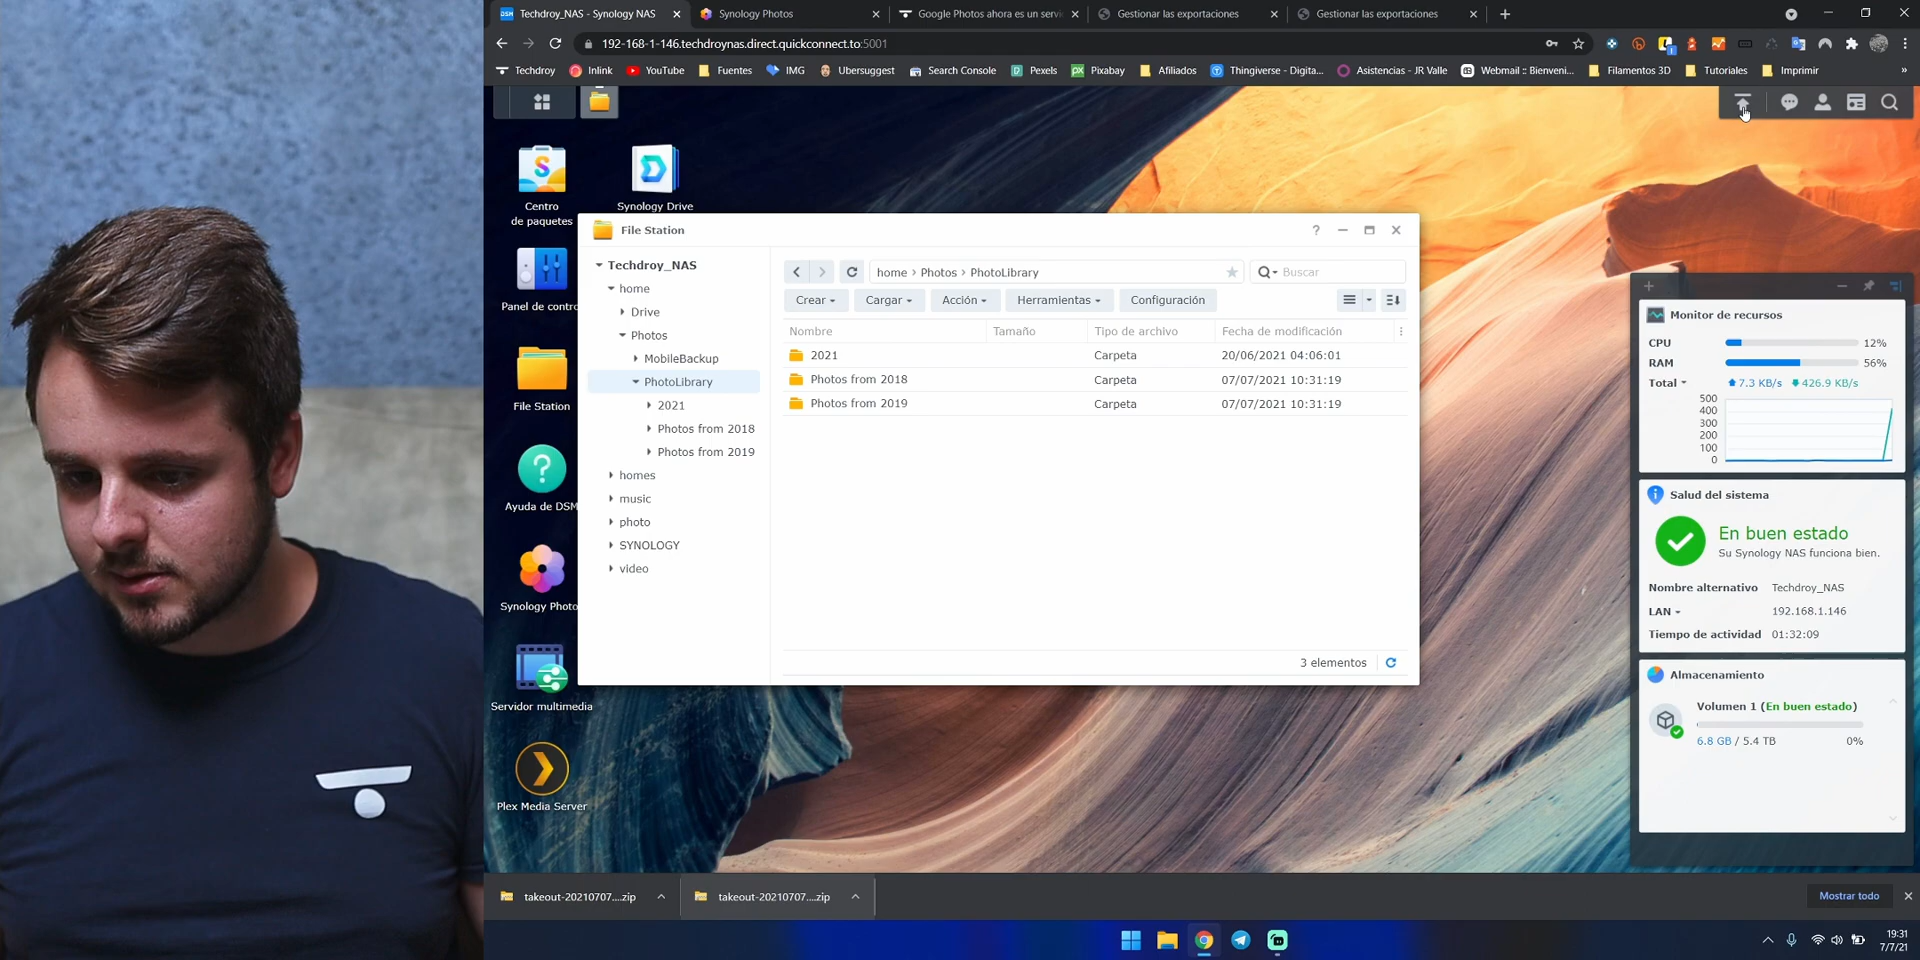 DSM Techdroy_NAS - Synology NAS
Synology Photos
Google Photos ahora es un servi
Gestionar las exportaciones
Gestionar las exportaciones
192-168-1-146.techdroynas.direct.quickconnect.to:5001
Techdroy
Inlink
YouTube
Fuentes
IMG
Ubersuggest
Search Console
Pexels
px Pixabay
Afiliados
Thingiverse - Digita...
Asistencias - JR Valle
Webmail :: Bienveni...
Filamentos 3D
Tutoriales
Imprimir
»
Centro
de paquetes
Synology Drive
Panel de contro
File Station
Ayuda de DSM
Synology Photo
Servidor multimedia
Plex Media Server
File Station
Techdroy_NAS
home
Drive
Photos
MobileBackup
PhotoLibrary
2021
Photos from 2018
Photos from 2019
homes
music
photo
SYNOLOGY
video
home › Photos › PhotoLibrary
Buscar
Crear
Cargar
Acción
Herramientas
Configuración
Nombre Tamaño Tipo de archivo Fecha de modificación
2021 Carpeta 20/06/2021 04:06:01
Photos from 2018 Carpeta 07/07/2021 10:31:19
Photos from 2019 Carpeta 07/07/2021 10:31:19
3 elementos
Monitor de recursos
CPU 12%
RAM 56%
Total 7.3 KB/s 426.9 KB/s
500
400
300
200
100
0
Salud del sistema
En buen estado
Su Synology NAS funciona bien.
Nombre alternativo Techdroy_NAS
LAN 192.168.1.146
Tiempo de actividad 01:32:09
Almacenamiento
Volumen 1 (En buen estado)
6.8 GB / 5.4 TB 0%
takeout-20210707....zip
takeout-20210707....zip
Mostrar todo
19:31
7/7/21